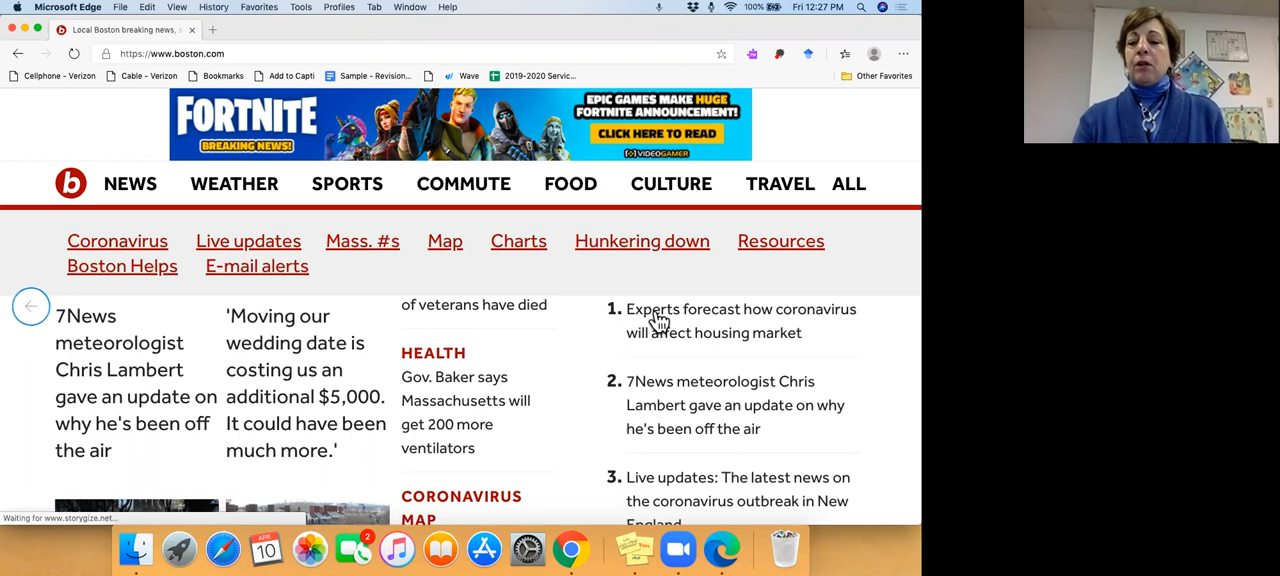 Microsoft Edge File Edit View History Favorites Tools Profiles Tab Window Help 100% Fri 12:27 PM
Local Boston breaking news, s
https://www.boston.com
Cellphone - Verizon Cable - Verizon Bookmarks Add to Capti Sample - Revision... Wave 2019-2020 Servic... Other Favorites
FORTNITE
BREAKING NEWS!
EPIC GAMES MAKE HUGE
FORTNITE ANNOUNCEMENT!
CLICK HERE TO READ
VIDEOGAMER
b NEWS WEATHER SPORTS COMMUTE FOOD CULTURE TRAVEL ALL
Coronavirus Live updates Mass. #s Map Charts Hunkering down Resources
Boston Helps E-mail alerts
7News
meteorologist
Chris Lambert
gave an update on
why he's been off
the air
'Moving our
wedding date is
costing us an
additional $5,000.
It could have been
much more.'
of veterans have died
HEALTH
Gov. Baker says
Massachusetts will
get 200 more
ventilators
CORONAVIRUS
MAP
1. Experts forecast how coronavirus
will affect housing market
2. 7News meteorologist Chris
Lambert gave an update on why
he's been off the air
3. Live updates: The latest news on
the coronavirus outbreak in New
England
Waiting for www.storygize.net...
APR
10
2